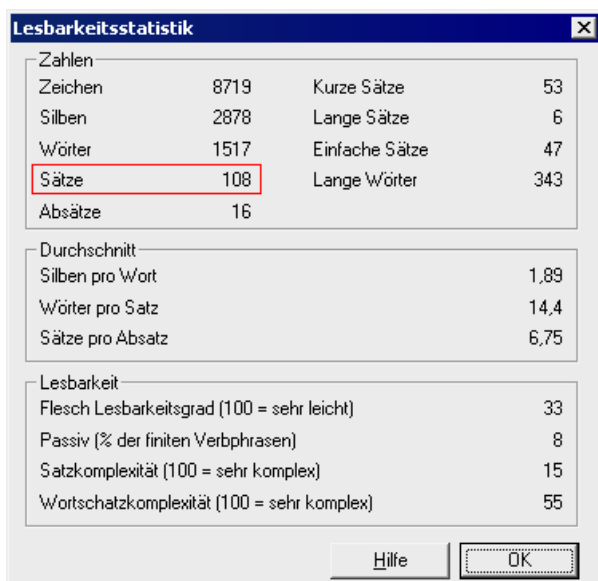 Lesbarkeitsstatistik
Zahlen
Zeichen 8719 Kurze Sätze 53
Silben 2878 Lange Sätze 6
Wörter 1517 Einfache Sätze 47
Sätze 108 Lange Wörter 343
Absätze 16
Durchschnitt
Silben pro Wort 1,89
Wörter pro Satz 14,4
Sätze pro Absatz 6,75
Lesbarkeit
Flesch Lesbarkeitsgrad (100 = sehr leicht) 33
Passiv (% der finiten Verbphrasen) 8
Satzkomplexität (100 = sehr komplex) 15
Wortschatzkomplexität (100 = sehr komplex) 55
Hilfe OK